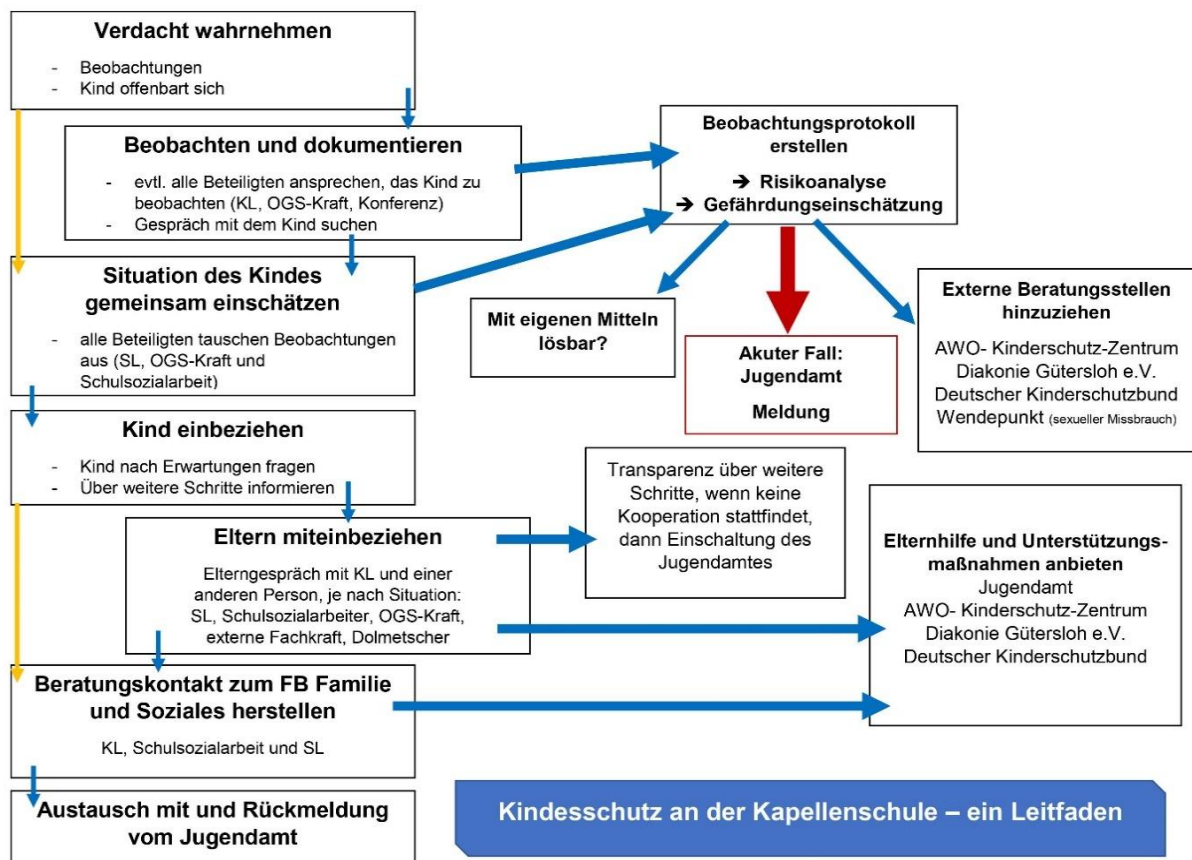 Verdacht wahrnehmen
- Beobachtungen
- Kind offenbart sich
Beobachten und dokumentieren
- evtl. alle Beteiligten ansprechen, das Kind zu
beobachten (KL, OGS-Kraft, Konferenz)
- Gespräch mit dem Kind suchen
Beobachtungsprotokoll
erstellen
➔ Risikoanalyse
➔ Gefährdungseinschätzung
Situation des Kindes
gemeinsam einschätzen
- alle Beteiligten tauschen Beobachtungen
aus (SL, OGS-Kraft und
Schulsozialarbeit)
Mit eigenen Mitteln
lösbar?
Akuter Fall:
Jugendamt
Meldung
Externe Beratungsstellen
hinzuziehen
AWO- Kinderschutz-Zentrum
Diakonie Gütersloh e.V.
Deutscher Kinderschutzbund
Wendepunkt (sexueller Missbrauch)
Kind einbeziehen
- Kind nach Erwartungen fragen
- Über weitere Schritte informieren
Eltern miteinbeziehen
Elterngespräch mit KL und einer
anderen Person, je nach Situation:
SL, Schulsozialarbeiter, OGS-Kraft,
externe Fachkraft, Dolmetscher
Transparenz über weitere
Schritte, wenn keine
Kooperation stattfindet,
dann Einschaltung des
Jugendamtes
Elternhilfe und Unterstützungs-
maßnahmen anbieten
Jugendamt
AWO- Kinderschutz-Zentrum
Diakonie Gütersloh e.V.
Deutscher Kinderschutzbund
Beratungskontakt zum FB Familie
und Soziales herstellen
KL, Schulsozialarbeit und SL
Austausch mit und Rückmeldung
vom Jugendamt
Kindesschutz an der Kapellenschule – ein Leitfaden